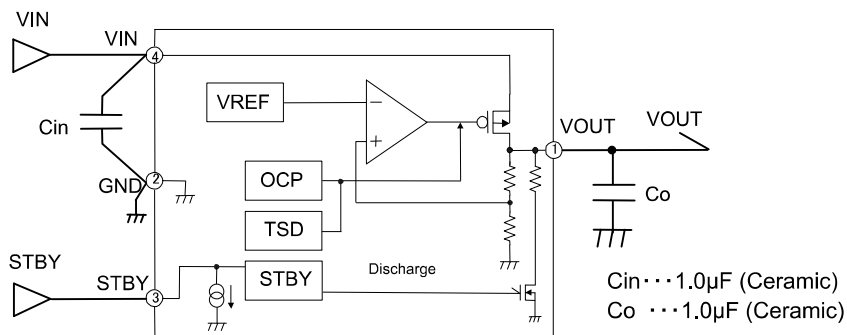 VIN
VIN
4
VREF
−
+
VOUT
1
VOUT
Cin
GND
2
OCP
TSD
Co
STBY
STBY
3
STBY
Discharge
Cin・・・1.0μF (Ceramic)
Co ・・・1.0μF (Ceramic)